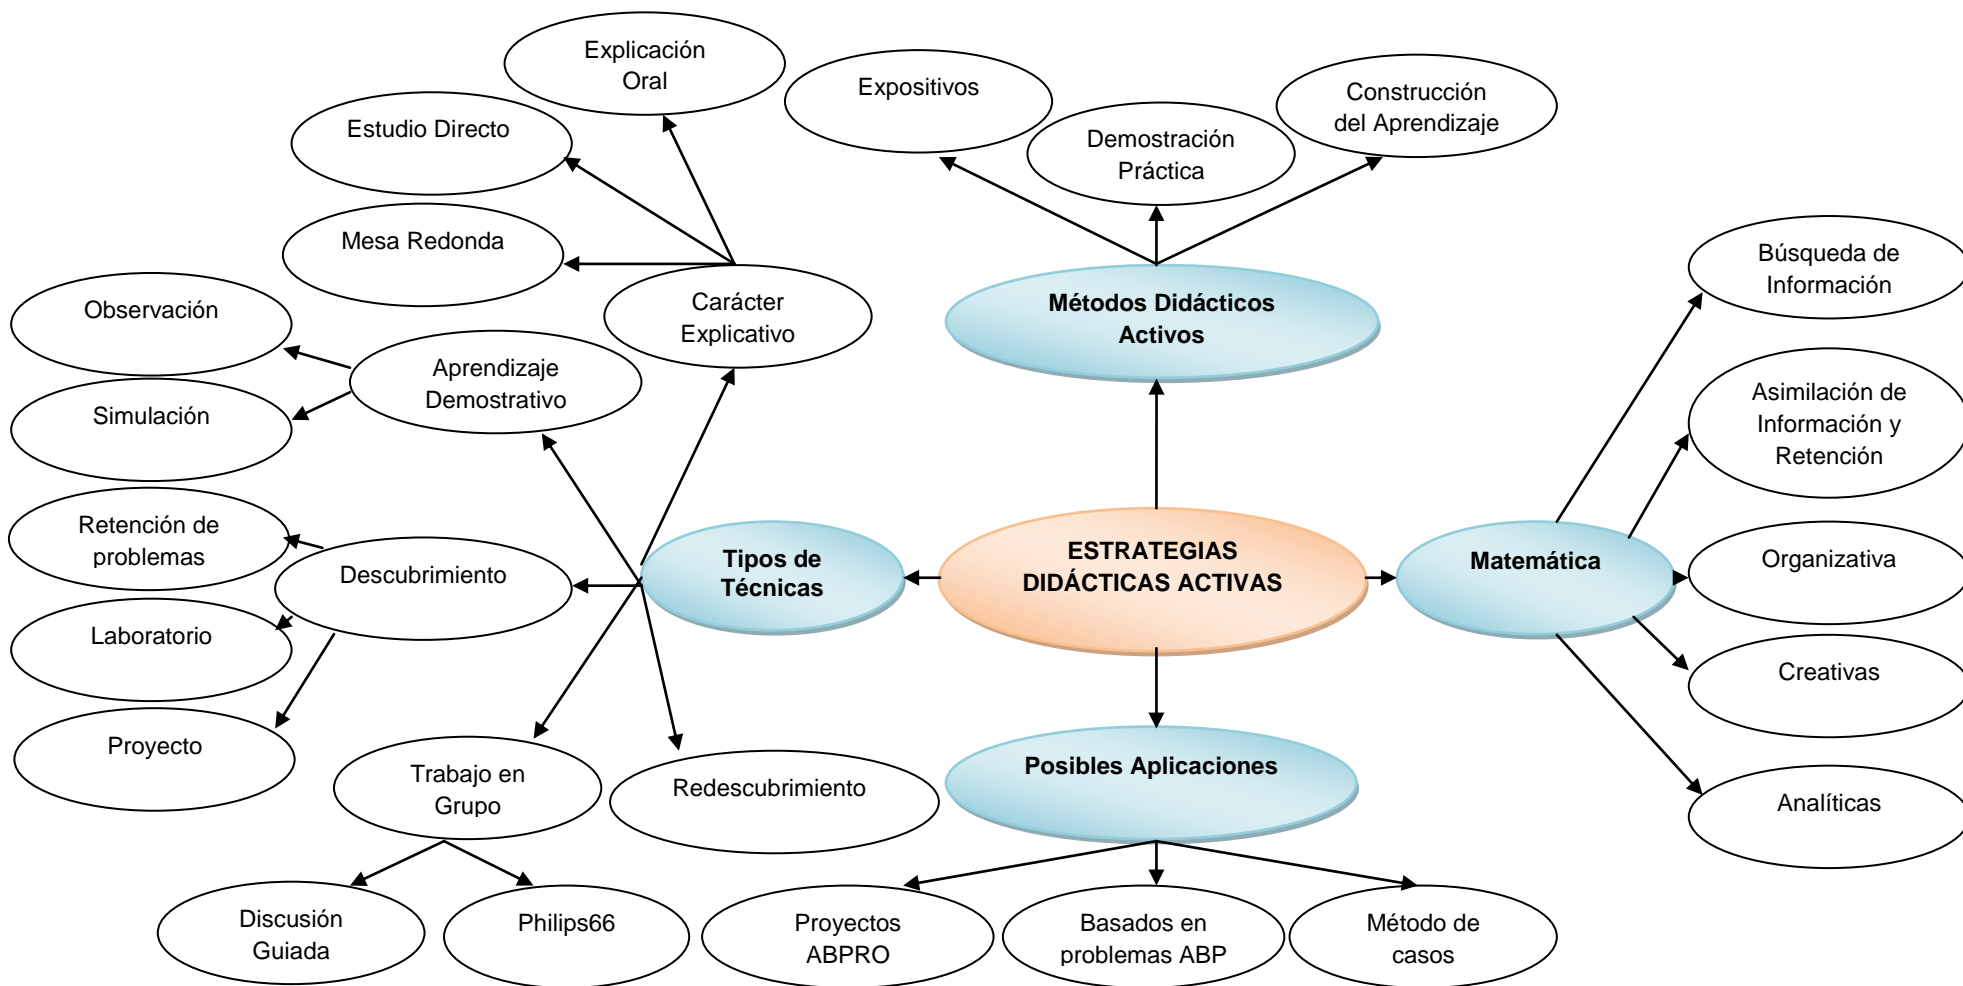 Explicación
Oral
Expositivos
Construcción
del Aprendizaje
Estudio Directo
Demostración
Práctica
Mesa Redonda
Búsqueda de
Información
Observación
Carácter
Explicativo
Métodos Didácticos
Activos
Aprendizaje
Demostrativo
Simulación
Asimilación de
Información y
Retención
Retención de
problemas
Descubrimiento
Tipos de
Técnicas
ESTRATEGIAS
DIDÁCTICAS ACTIVAS
Matemática
Organizativa
Laboratorio
Creativas
Proyecto
Trabajo en
Grupo
Redescubrimiento
Posibles Aplicaciones
Analíticas
Discusión
Guiada
Philips66
Proyectos
ABPRO
Basados en
problemas ABP
Método de
casos